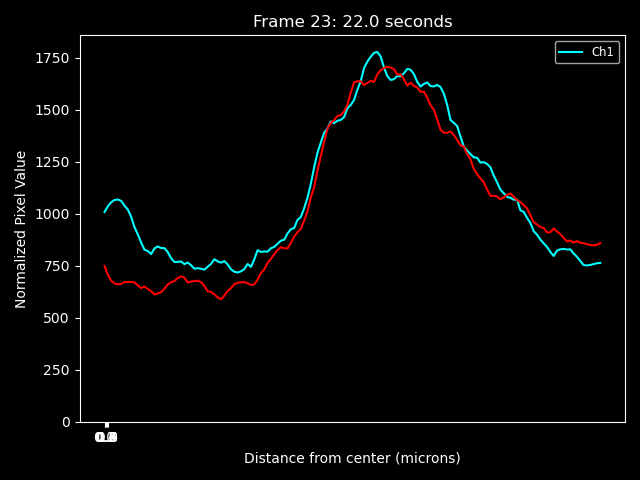 Frame 23: 22.0 seconds
Ch1
1750
1500
1250
1000
750
500
250
0
Normalized Pixel Value
Distance from center (microns)